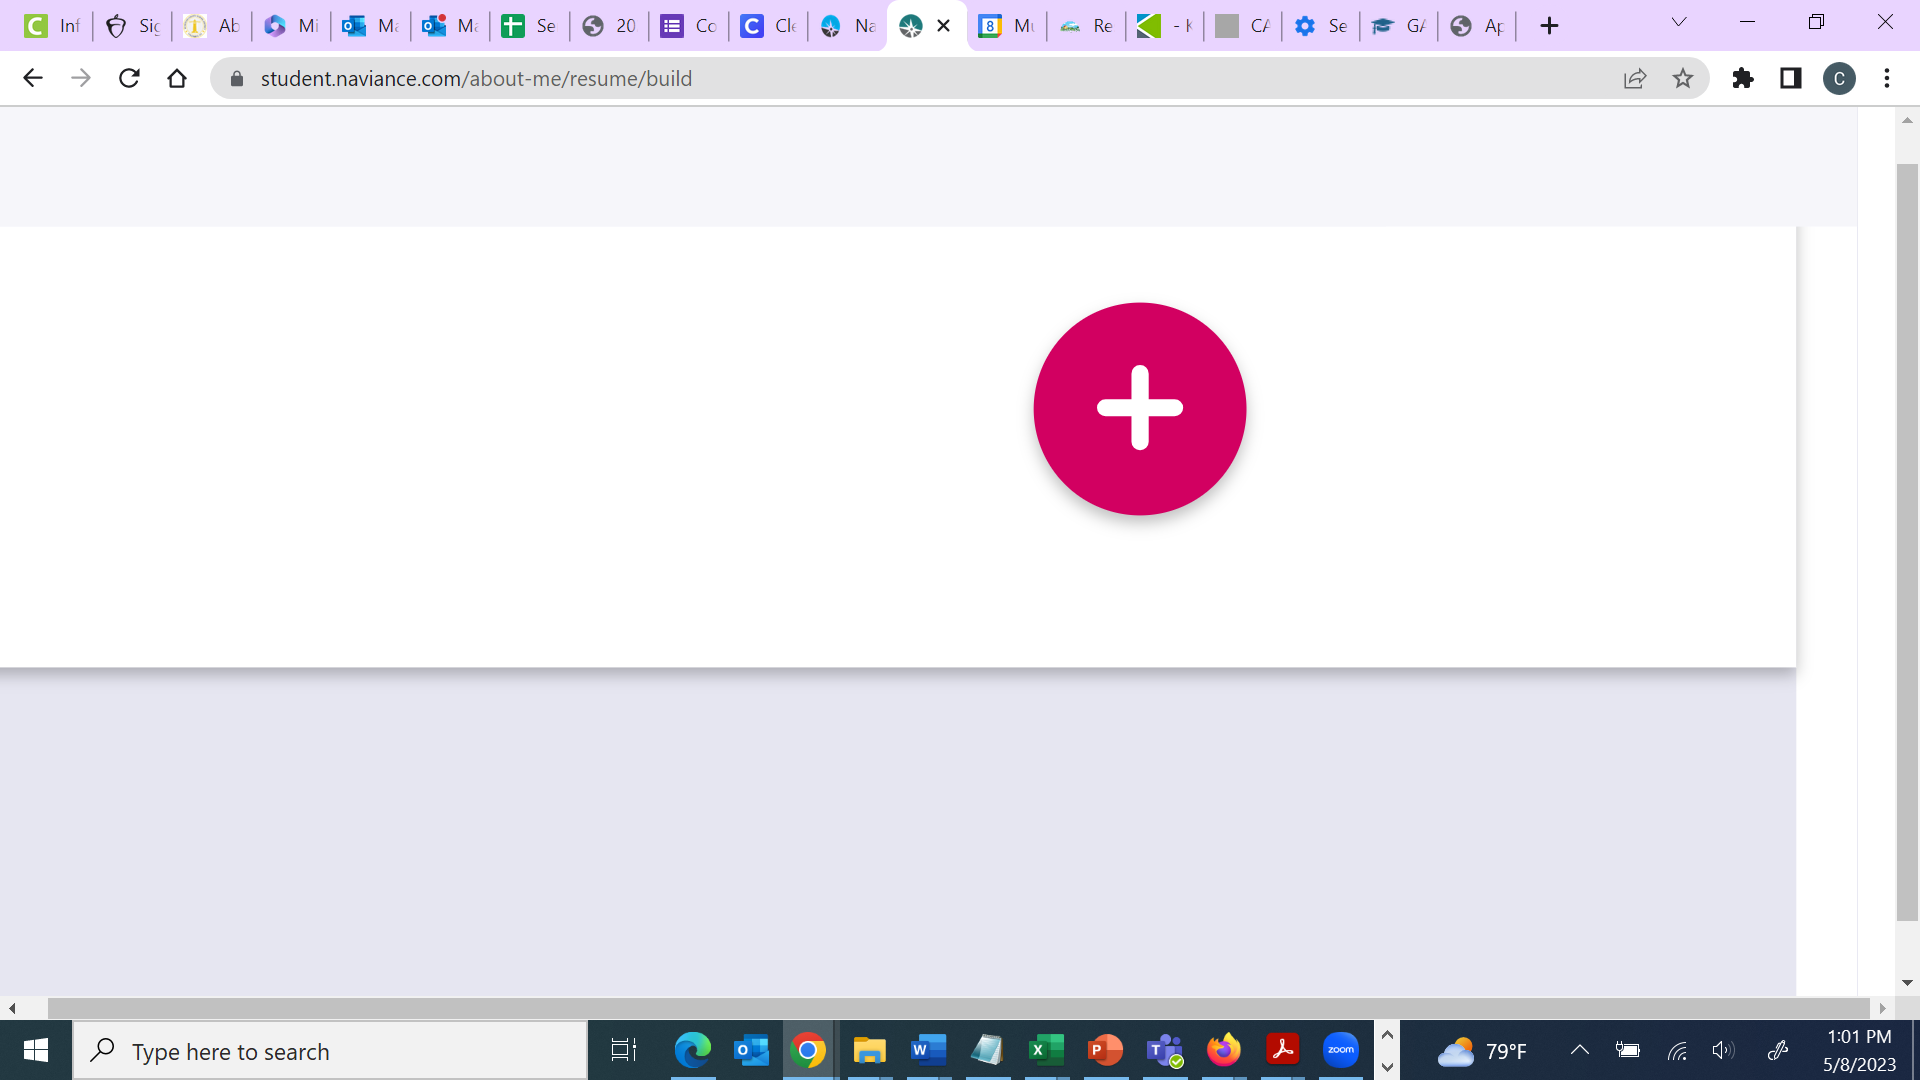 Inf
Sig
Ab
Mi
Ma
Ma
Se
20
Co
Cle
Na
Mu
Re
- K
CA
Se
GA
Ap
student.naviance.com/about-me/resume/build
C
Type here to search
zoom
79°F
1:01 PM
5/8/2023